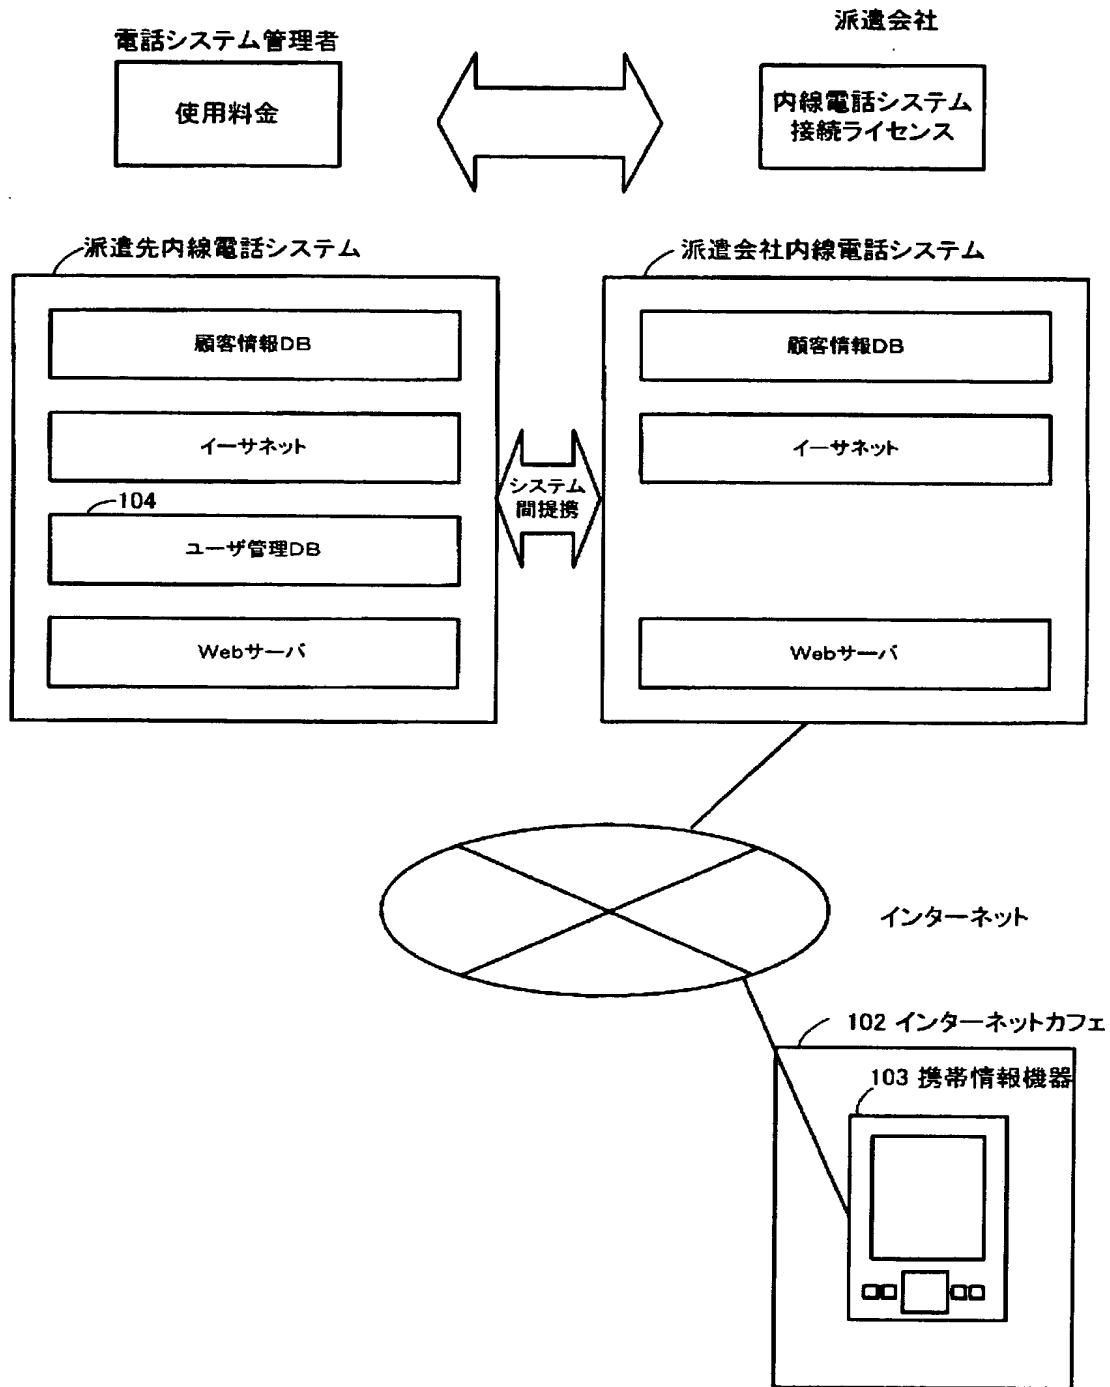 派遣会社
電話システム管理者
使用料金
内線電話システム
接続ライセンス
派遣先内線電話システム
派遣会社内線電話システム
顧客情報DB
顧客情報DB
イーサネット
イーサネット
システム
間提携
104
ユーザ管理DB
Webサーバ
Webサーバ
インターネット
102 インターネットカフェ
103 携帯情報機器